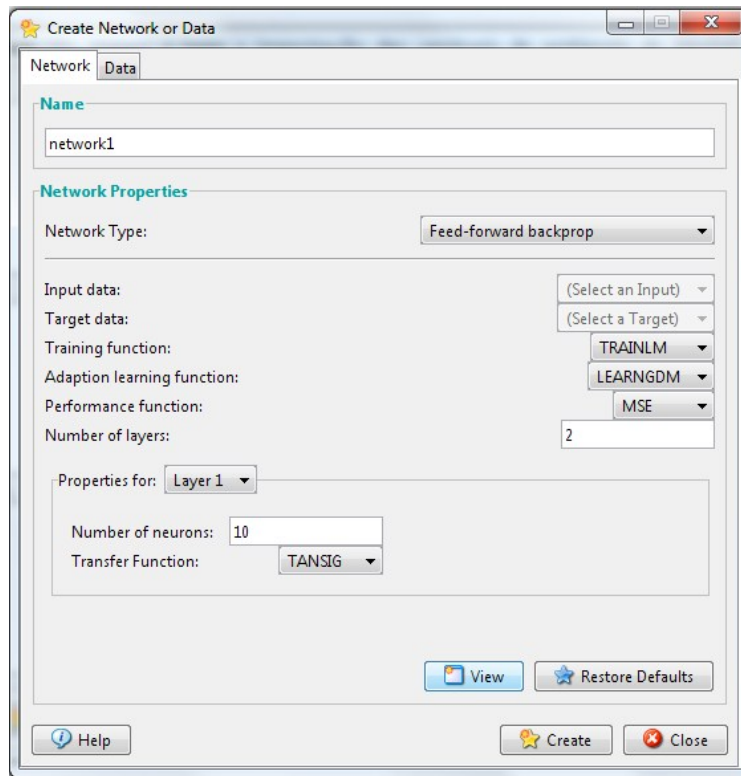 Create Network or Data
Network Data
Name
network1
Network Properties
Network Type: Feed-forward backprop
Input data: (Select an Input)
Target data: (Select a Target)
Training function: TRAINLM
Adaption learning function: LEARNGDM
Performance function: MSE
Number of layers: 2
Properties for: Layer 1
Number of neurons: 10
Transfer Function: TANSIG
View Restore Defaults
Help Create Close